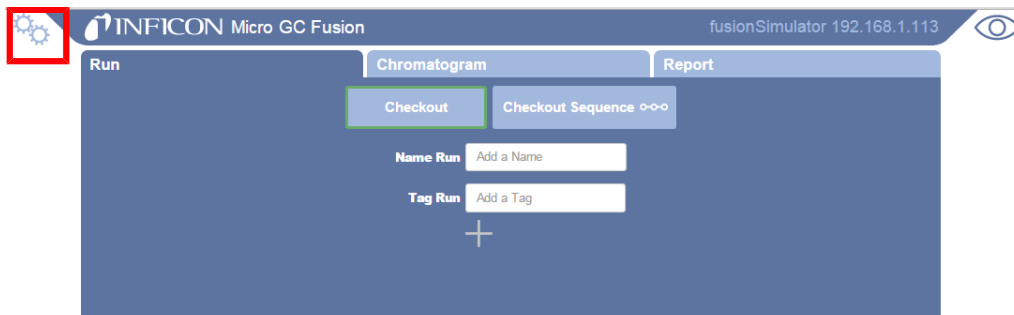 INFICON Micro GC Fusion fusionSimulator 192.168.1.113
Run Chromatogram Report
Checkout Checkout Sequence
Name Run Add a Name
Tag Run Add a Tag